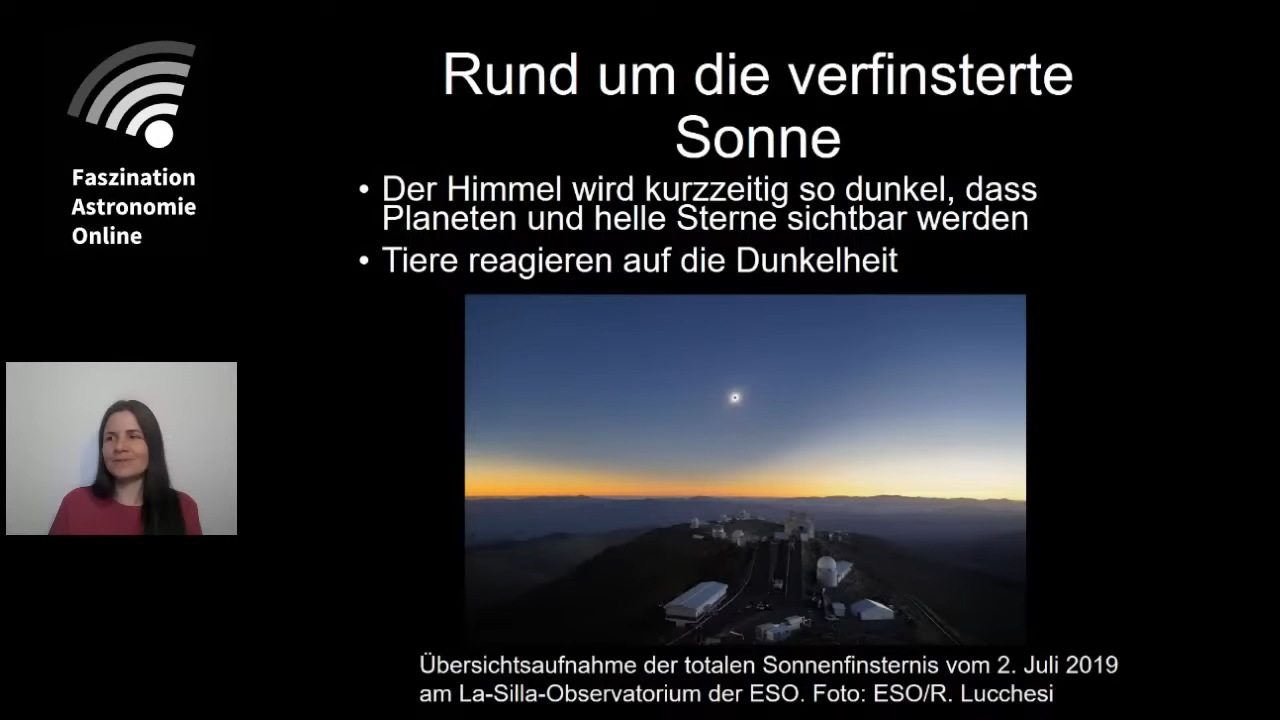 Faszination
Astronomie
Online
Rund um die verfinsterte
Sonne
• Der Himmel wird kurzzeitig so dunkel, dass
Planeten und helle Sterne sichtbar werden
• Tiere reagieren auf die Dunkelheit
Übersichtsaufnahme der totalen Sonnenfinsternis vom 2. Juli 2019
am La-Silla-Observatorium der ESO. Foto: ESO/R. Lucchesi